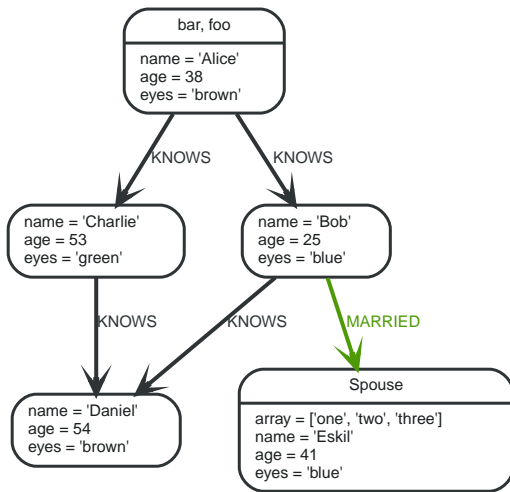 bar, foo
name = 'Alice'
age = 38
eyes = 'brown'
KNOWS
KNOWS
name = 'Charlie'
age = 53
eyes = 'green'
name = 'Bob'
age = 25
eyes = 'blue'
KNOWS
KNOWS
MARRIED
name = 'Daniel'
age = 54
eyes = 'brown'
Spouse
array = ['one', 'two', 'three']
name = 'Eskil'
age = 41
eyes = 'blue'